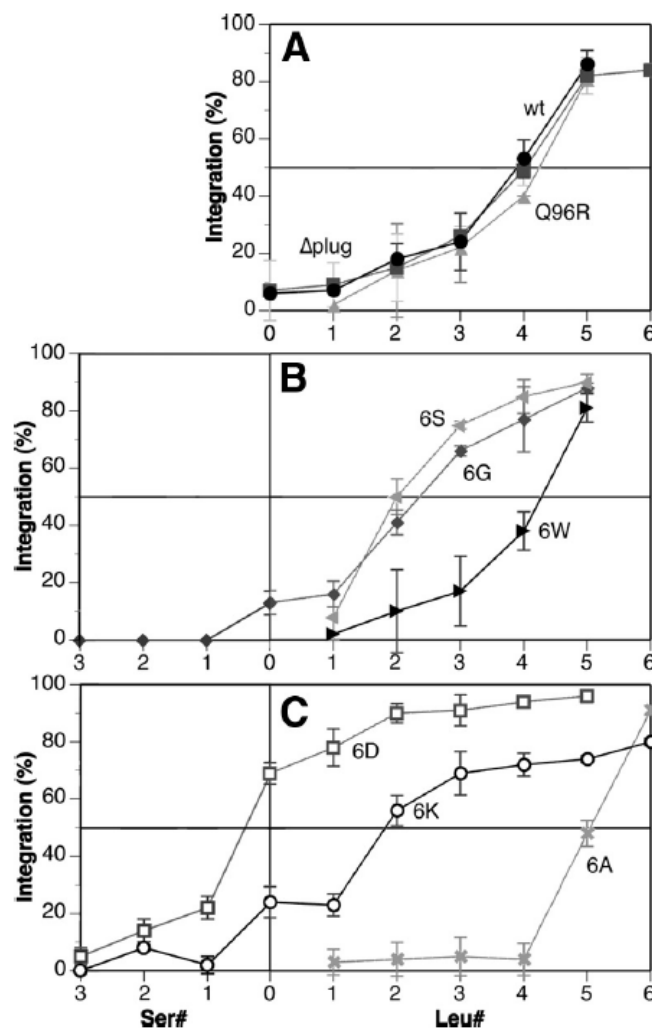 A
Integration (%)
100
80
60
40
20
0
wt
Q96R
Δplug
0 1 2 3 4 5 6
B
Integration (%)
100
80
60
40
20
0
6S
6G
6W
3 2 1 0 1 2 3 4 5 6
C
Integration (%)
100
80
60
40
20
0
6D
6K
6A
3 2 1 0 1 2 3 4 5 6
Ser# Leu#